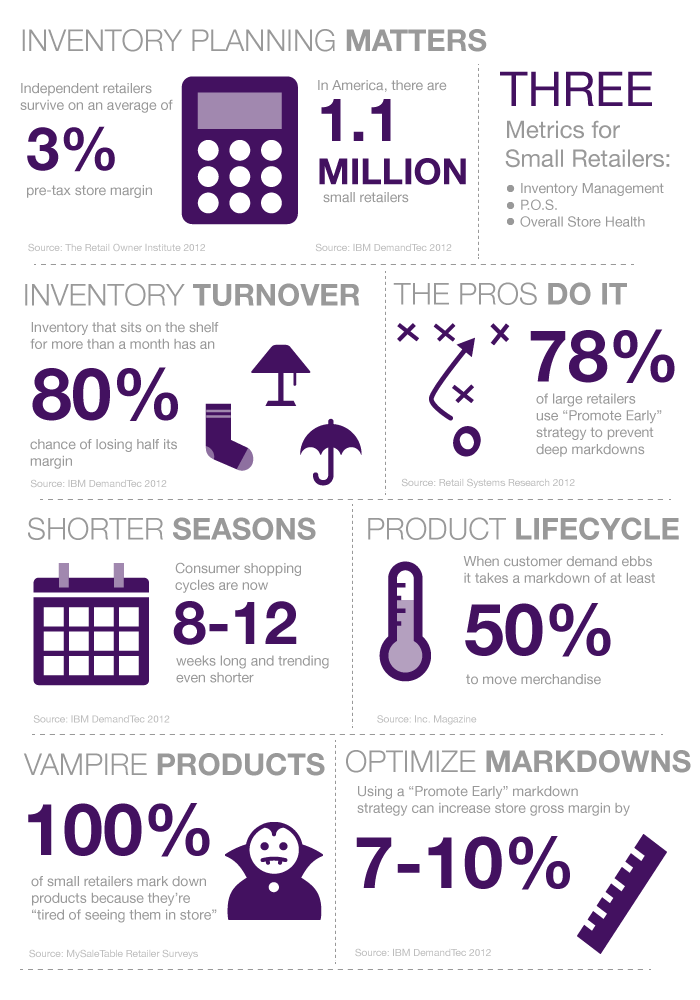 INVENTORY PLANNING MATTERS
Independent retailers
survive on an average of
3%
pre-tax store margin
Source: The Retail Owner Institute 2012
In America, there are
1.1
MILLION
small retailers
Source: IBM DemandTec 2012
THREE
Metrics for
Small Retailers:
• Inventory Management
• P.O.S.
• Overall Store Health
INVENTORY TURNOVER
Inventory that sits on the shelf
for more than a month has an
80%
chance of losing half its
margin
Source: IBM DemandTec 2012
THE PROS DO IT
78%
of large retailers
use “Promote Early”
strategy to prevent
deep markdowns
Source: Retail Systems Research 2012
SHORTER SEASONS
Consumer shopping
cycles are now
8-12
weeks long and trending
even shorter
Source: IBM DemandTec 2012
PRODUCT LIFECYCLE
When customer demand ebbs
it takes a markdown of at least
50%
to move merchandise
Source: Inc. Magazine
VAMPIRE PRODUCTS
100%
of small retailers mark down
products because they’re
“tired of seeing them in store”
Source: MySaleTable Retailer Surveys
OPTIMIZE MARKDOWNS
Using a “Promote Early” markdown
strategy can increase store gross margin by
7-10%
Source: IBM DemandTec 2012